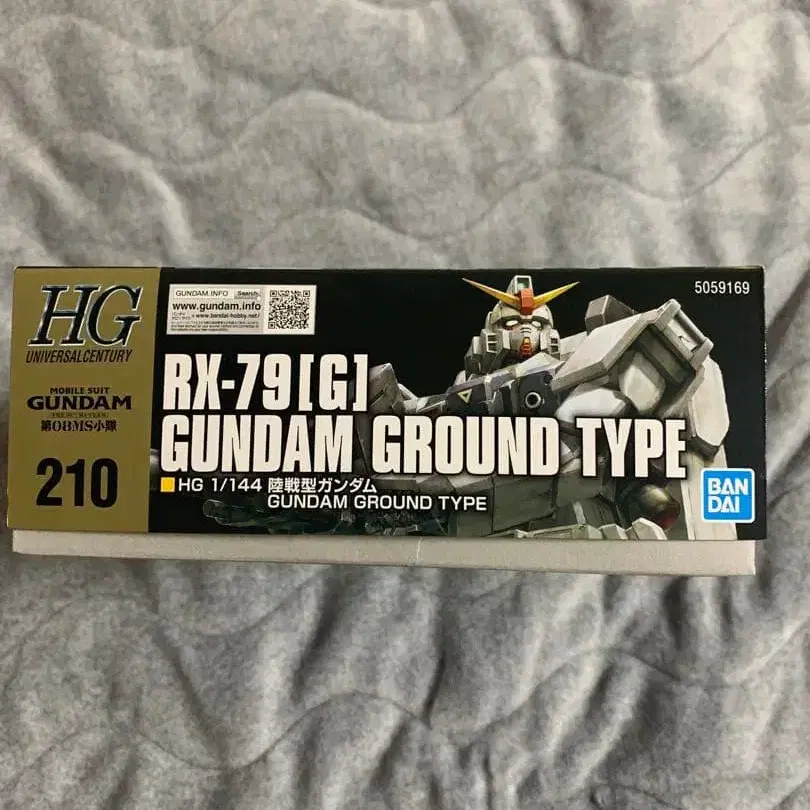 HG
UNIVERSAL CENTURY
MOBILE SUIT
GUNDAM
第08MS小隊
210
GUNDAM.INFO Search
www.gundam.info
www.bandai-hobby.net/
5059169
RX-79[G]
GUNDAM GROUND TYPE
HG 1/144 陸戦型ガンダム
GUNDAM GROUND TYPE
BAN
DAI